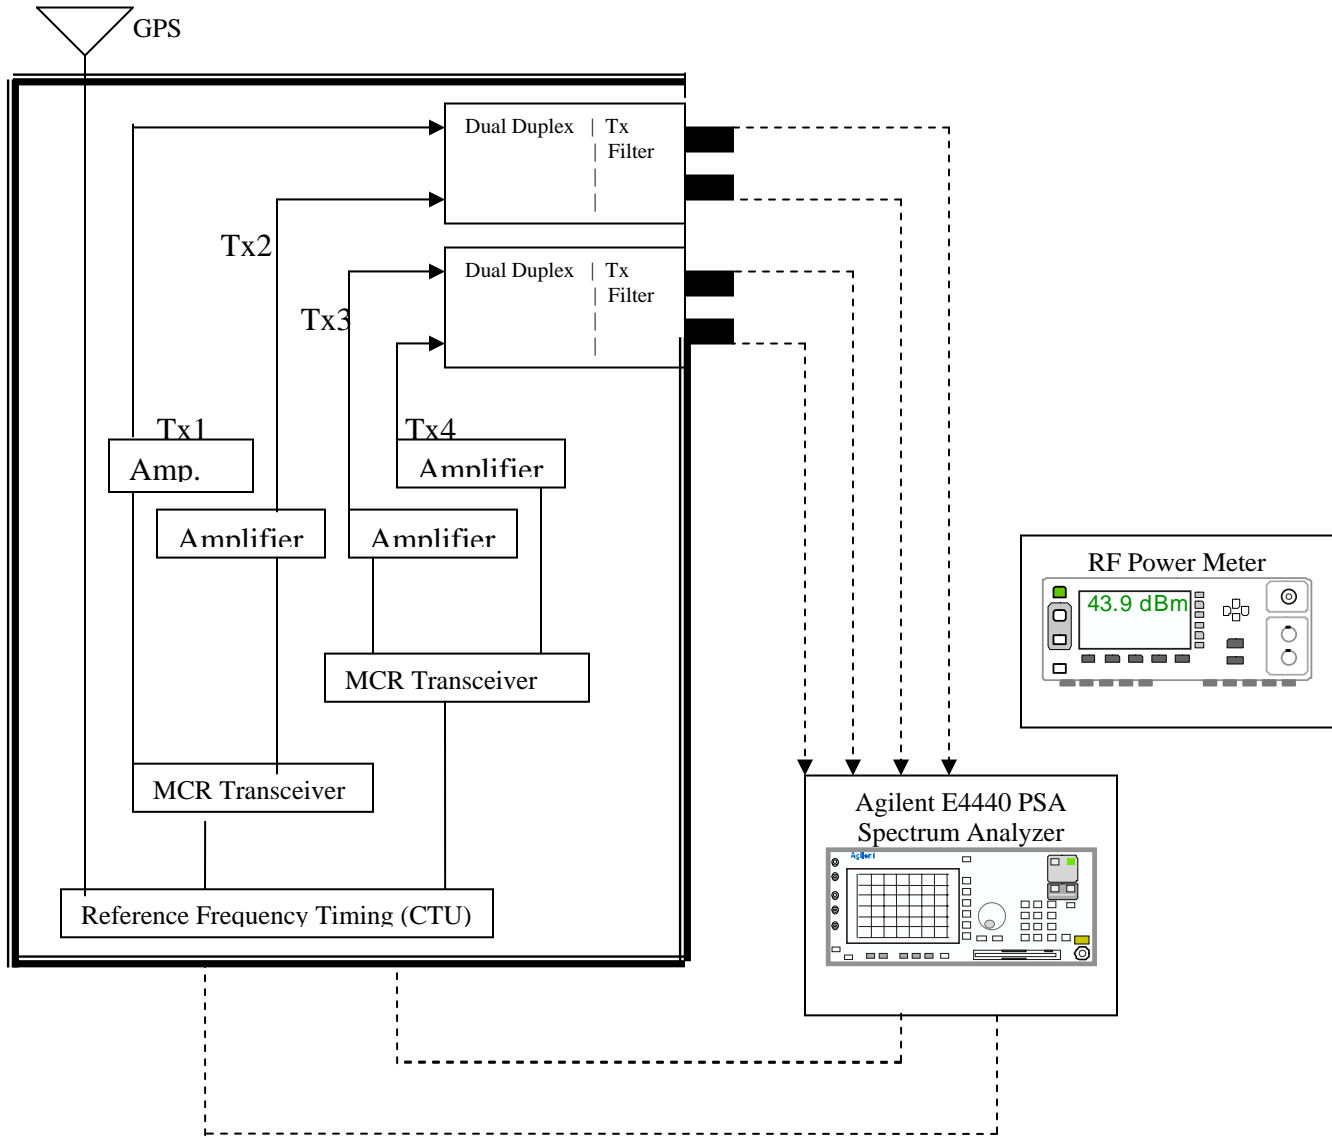 GPS
Dual Duplex | Tx
| Filter
|
|
Tx2
Dual Duplex | Tx
| Filter
|
|
Tx3
Tx1
Tx4
Amp.
Amplifier
Amplifier
Amplifier
RF Power Meter
43.9 dBm
MCR Transceiver
MCR Transceiver
Agilent E4440 PSA
Spectrum Analyzer
Agilent
Reference Frequency Timing (CTU)